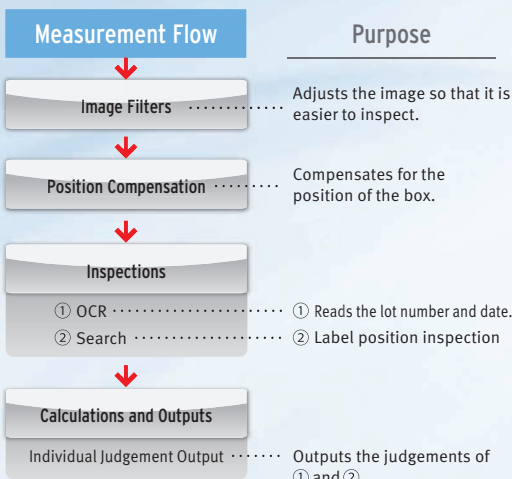 Measurement Flow Purpose
Image Filters ············ Adjusts the image so that it is
easier to inspect.
Position Compensation ········· Compensates for the
position of the box.
Inspections
① OCR ······················· ① Reads the lot number and date.
② Search ···················· ② Label position inspection
Calculations and Outputs
Individual Judgement Output ······· Outputs the judgements of
① and ②